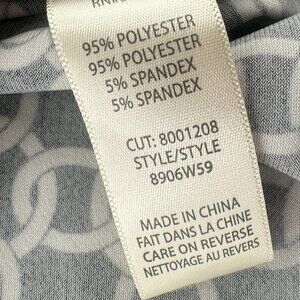 95% POLYESTER
95% POLYESTER
5% SPANDEX
5% SPANDEX
CUT: 8001208
STYLE/STYLE
8906W59
MADE IN CHINA
FAIT DANS LA CHINE
CARE ON REVERSE
NETTOYAGE AU REVERS